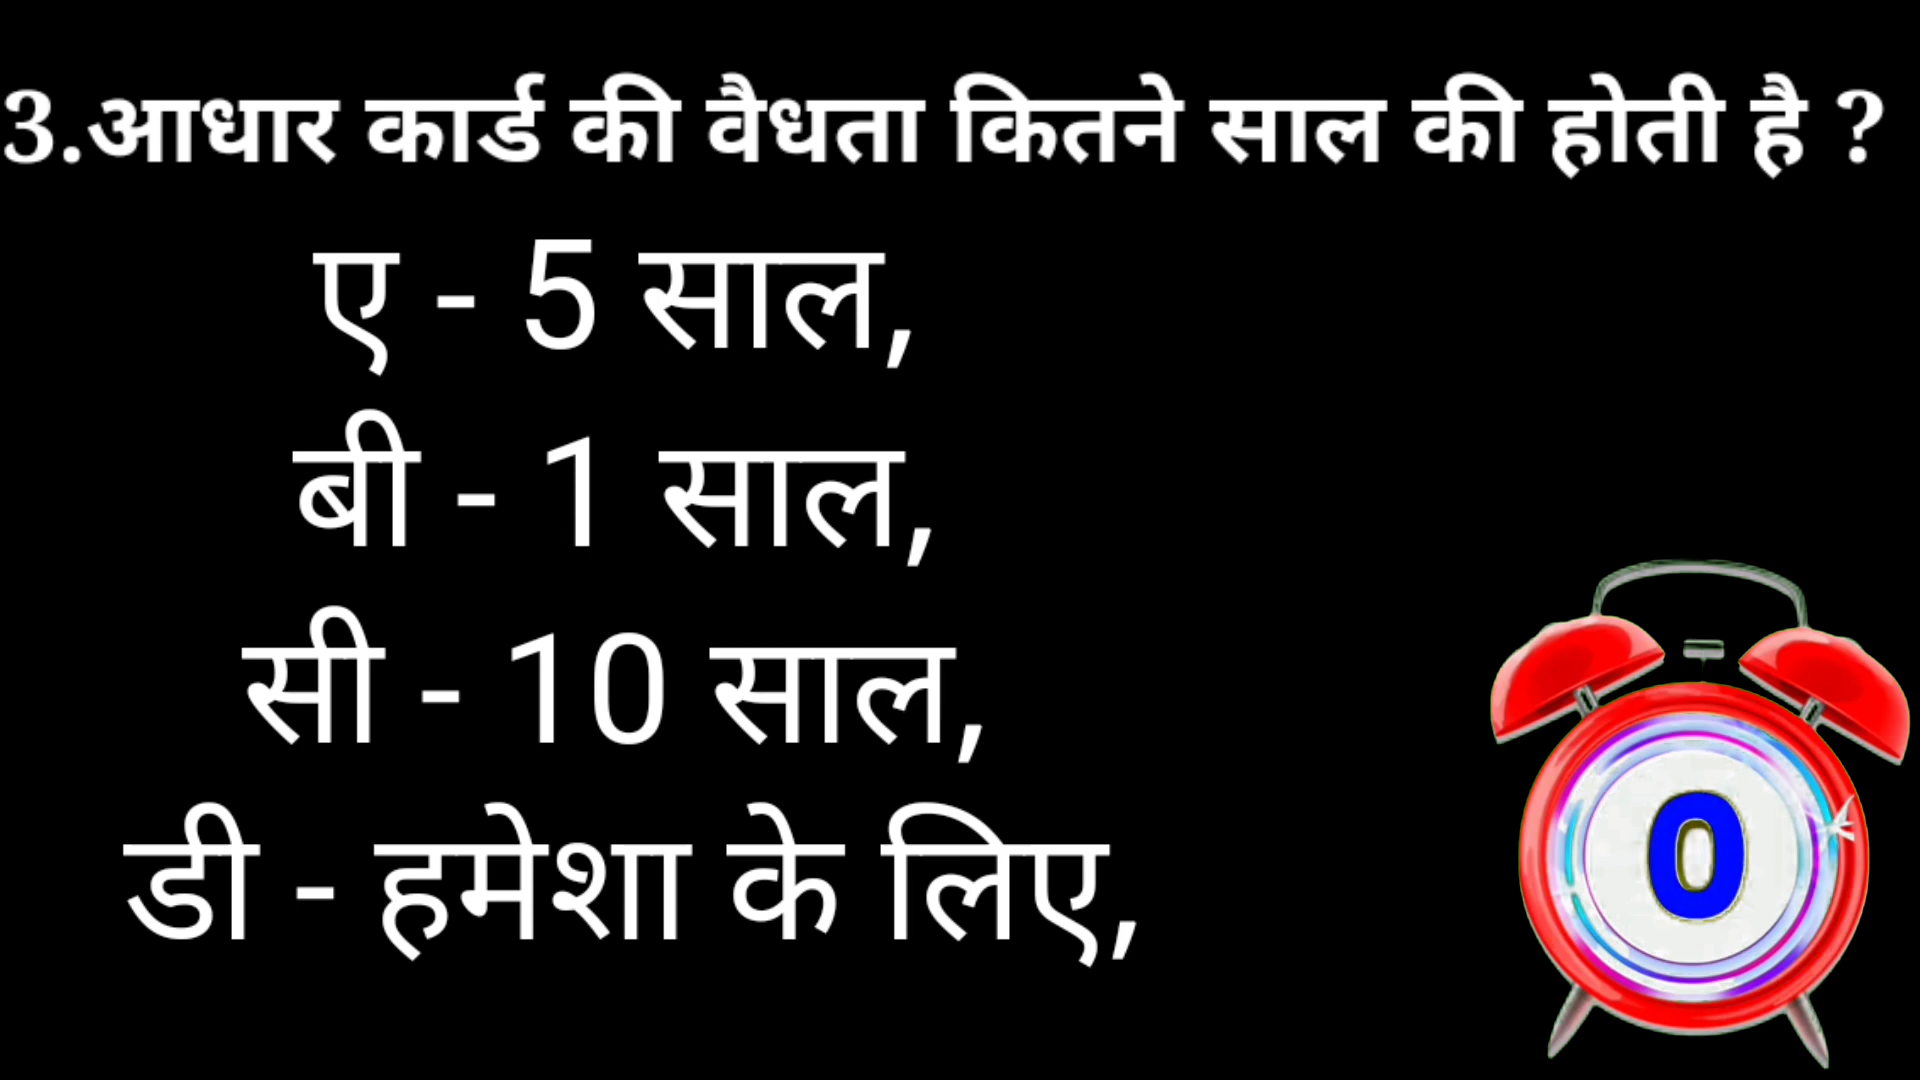 3.आधार कार्ड की वैधता कितने साल की होती है ?
ए - 5 साल,
बी - 1 साल,
सी - 10 साल,
डी - हमेशा के लिए,
0